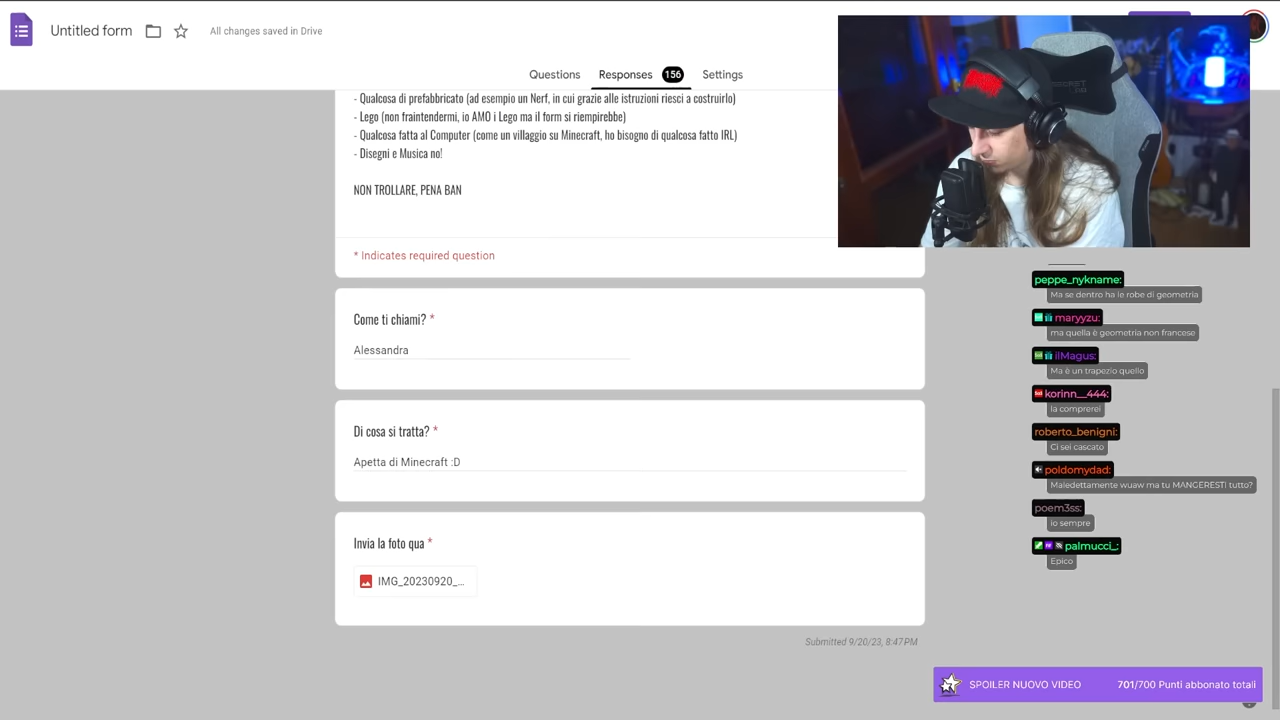 Untitled form
All changes saved in Drive
Questions
Responses
156
Settings
- Qualcosa di prefabbricato (ad esempio un Nerf, in cui grazie alle istruzioni riesci a costruirlo)
- Lego (non fraintendermi, io AMO i Lego ma il form si riempirebbe)
- Qualcosa fatta al Computer (come un villaggio su Minecraft, ho bisogno di qualcosa fatto IRL)
- Disegni e Musica no!
NON TROLLARE, PENA BAN
* Indicates required question
Come ti chiami? *
Alessandra
Di cosa si tratta? *
Apetta di Minecraft :D
Invia la foto qua *
IMG_20230920_...
Submitted 9/20/23, 8:47 PM
peppe_nykname:
Ma se dentro ha le robe di geometria
maryyzu:
ma quella è geometria non francese
ilMagus:
Ma è un trapezio quello
korinn__444:
la comprerei
roberto_benigni:
Ci sei cascato
poldomydad:
Maledettamente wuaw ma tu MANGERESTI tutto?
poem3ss:
io sempre
palmucci_:
Epico
SPOILER NUOVO VIDEO
701/700 Punti abbonato totali